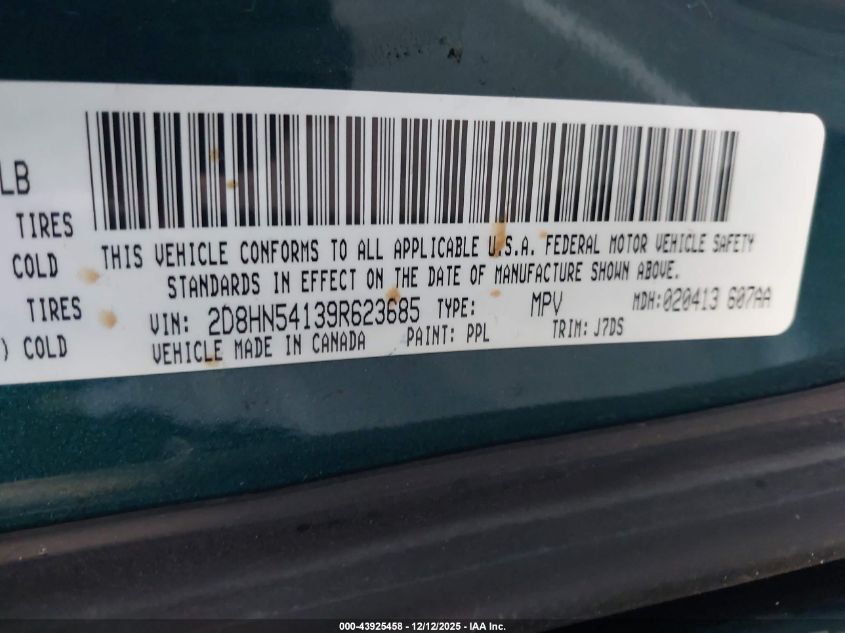 LB
TIRES
COLD
TIRES
) COLD
THIS VEHICLE CONFORMS TO ALL APPLICABLE U.S.A. FEDERAL MOTOR VEHICLE SAFETY
STANDARDS IN EFFECT ON THE DATE OF MANUFACTURE SHOWN ABOVE.
VIN: 2D8HN54139R623685 TYPE: MPV MDH:020413 607AA
VEHICLE MADE IN CANADA PAINT: PPL TRIM: J7DS
000-43925458 - 12/12/2025 - IAA Inc.